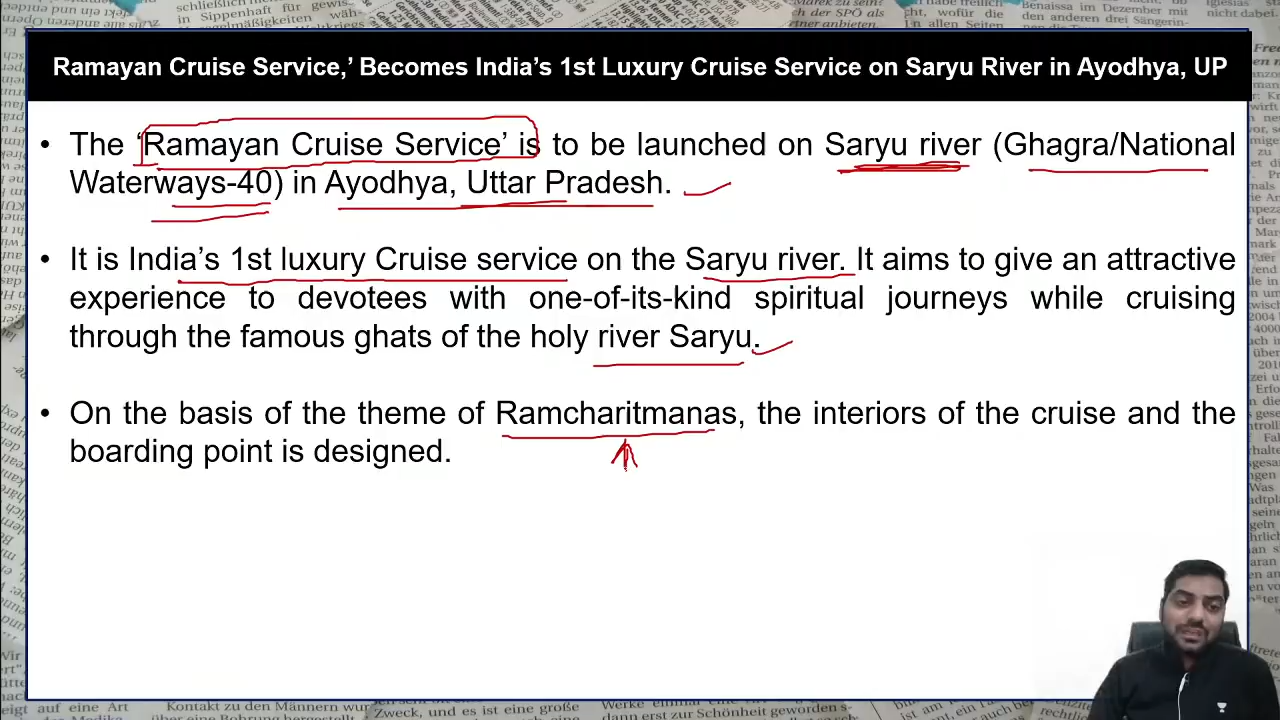 Ramayan Cruise Service,’ Becomes India’s 1st Luxury Cruise Service on Saryu River in Ayodhya, UP
• The ‘Ramayan Cruise Service’ is to be launched on Saryu river (Ghagra/National
Waterways-40) in Ayodhya, Uttar Pradesh.
• It is India’s 1st luxury Cruise service on the Saryu river. It aims to give an attractive
experience to devotees with one-of-its-kind spiritual journeys while cruising
through the famous ghats of the holy river Saryu.
• On the basis of the theme of Ramcharitmanas, the interiors of the cruise and the
boarding point is designed.